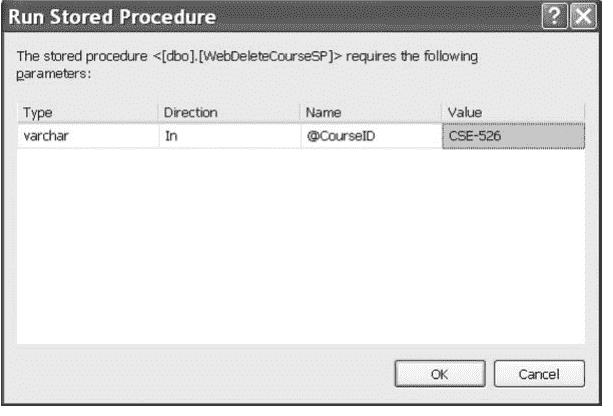 Run Stored Procedure
The stored procedure <[dbo].[WebDeleteCourseSP]> requires the following
parameters:
Type Direction Name Value
varchar In @CourseID CSE-526
OK Cancel